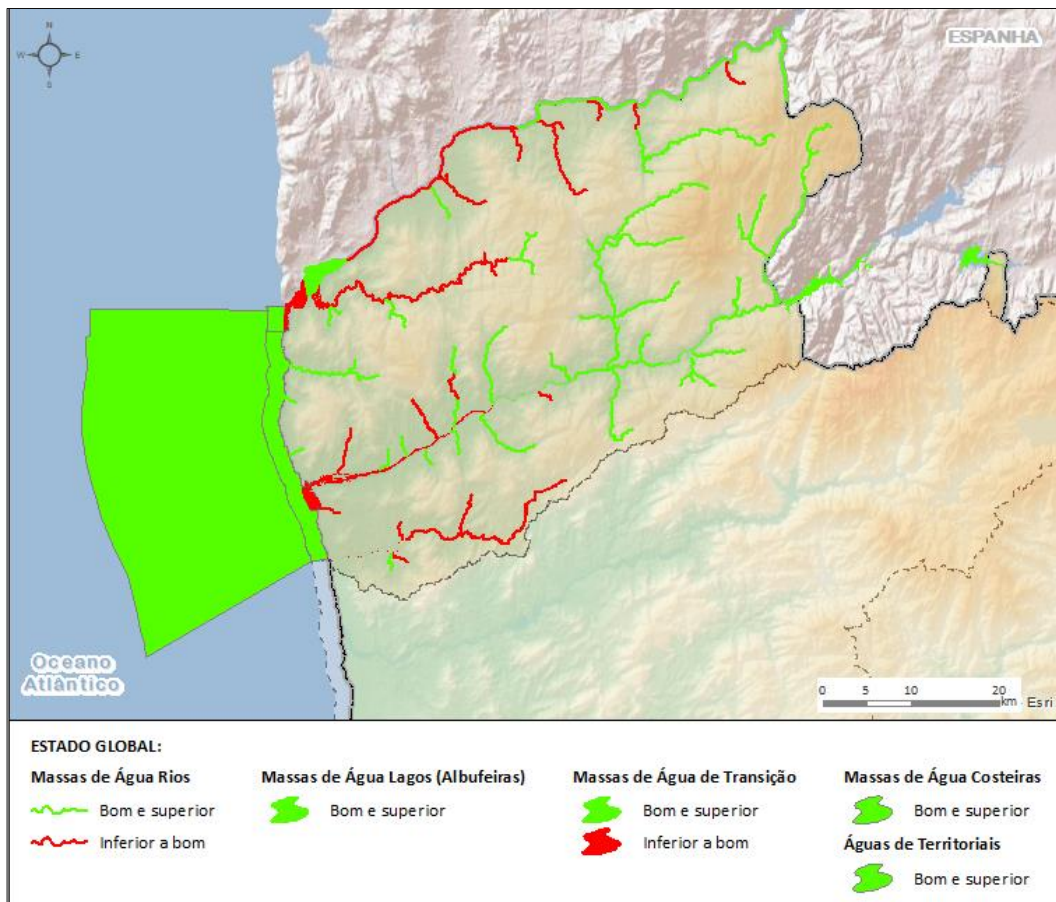 N
W E
S
ESPANHA
Oceano
Atlântico
0 5 10 20
km
Esri
ESTADO GLOBAL:
Massas de Água Rios
Bom e superior
Inferior a bom
Massas de Água Lagos (Albufeiras)
Bom e superior
Massas de Água de Transição
Bom e superior
Inferior a bom
Massas de Água Costeiras
Bom e superior
Águas de Territoriais
Bom e superior